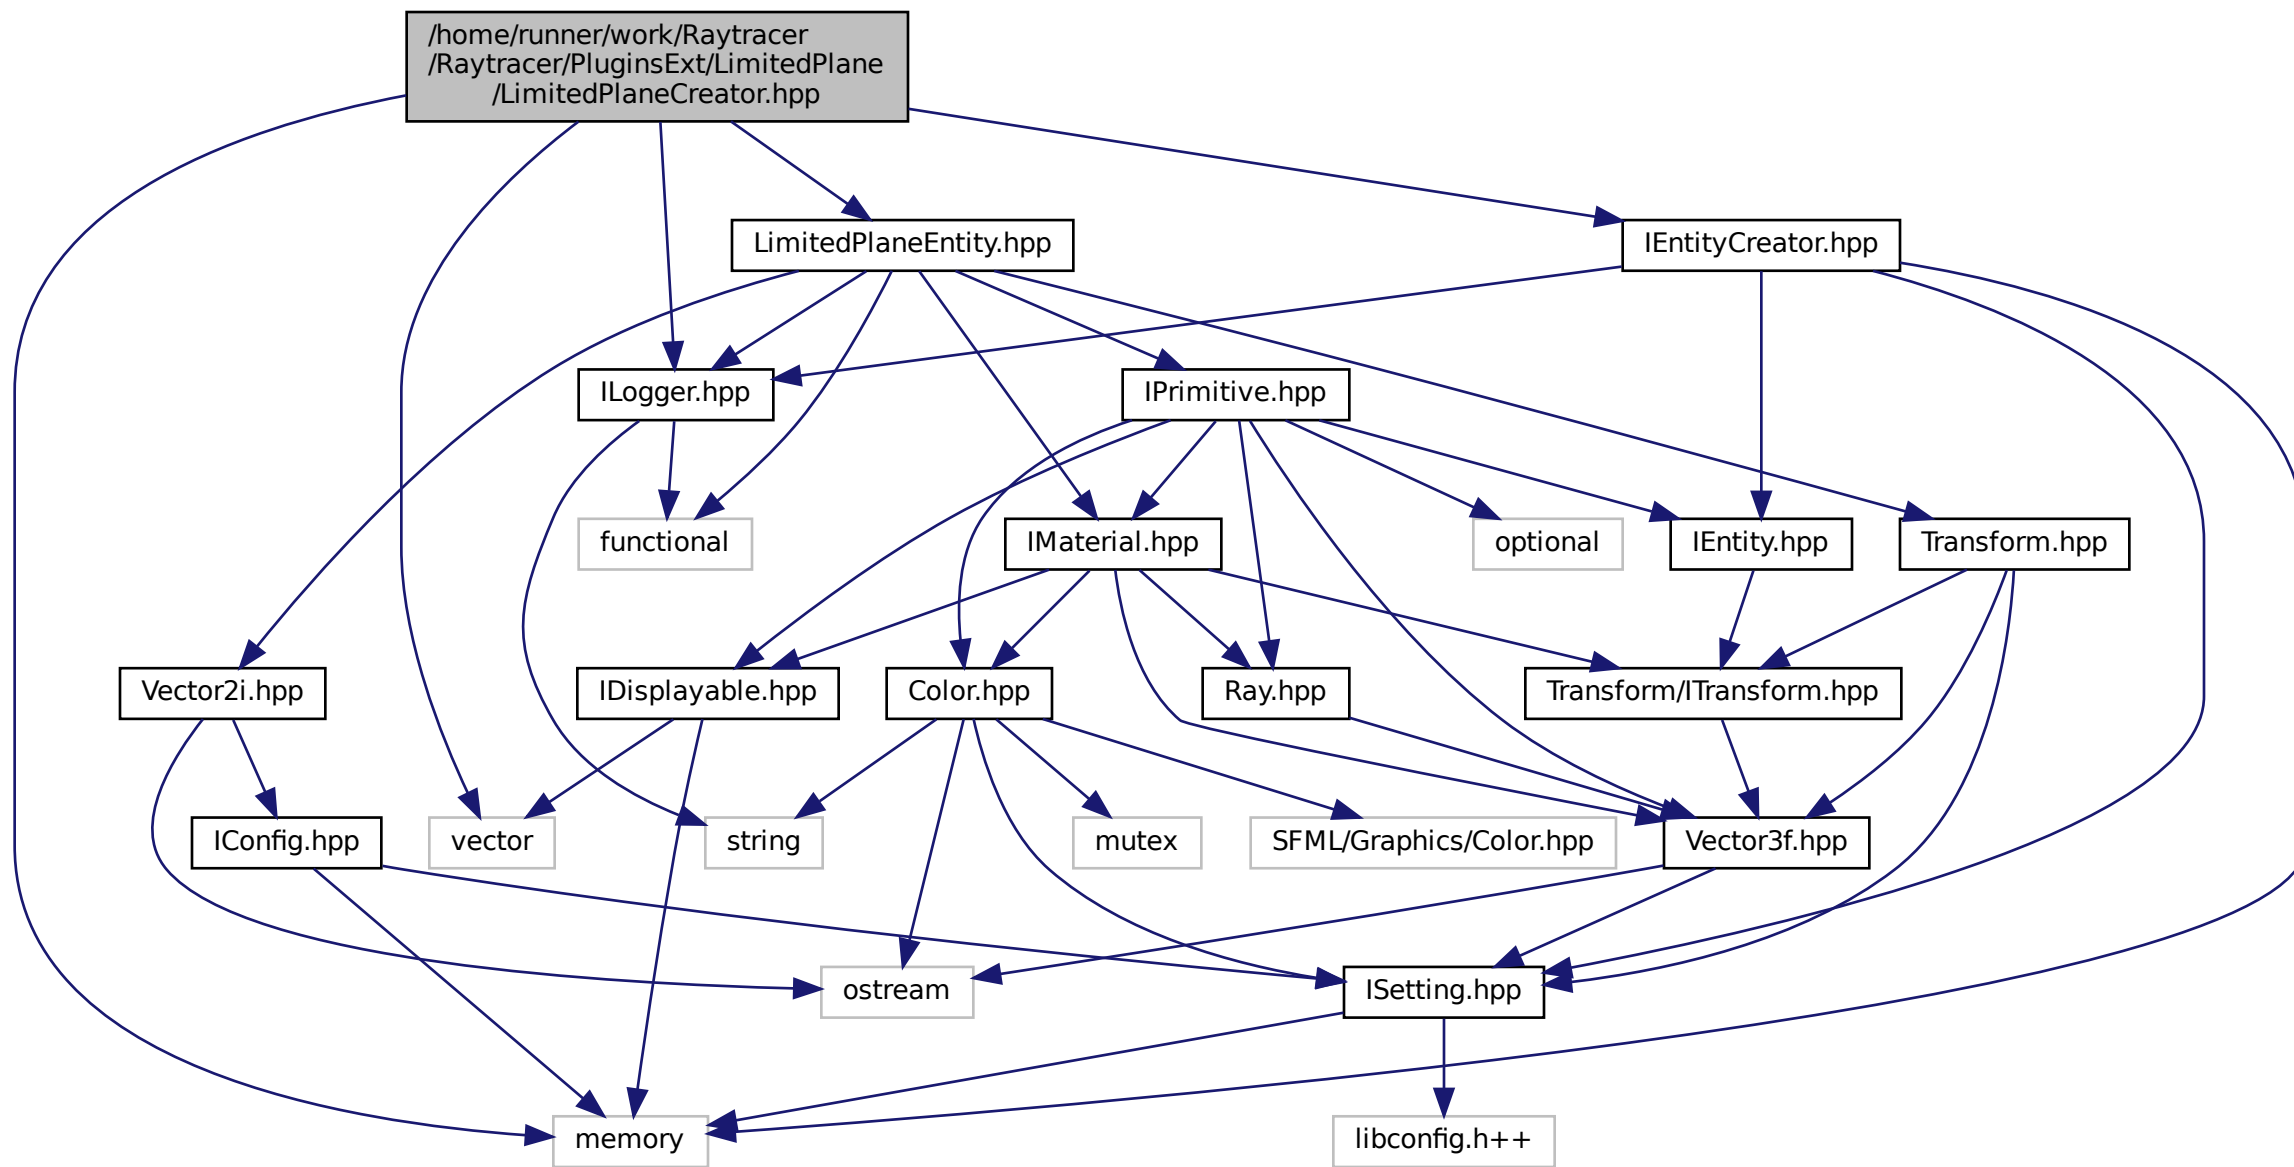 /home/runner/work/Raytracer
/Raytracer/PluginsExt/LimitedPlane
/LimitedPlaneCreator.hpp
LimitedPlaneEntity.hpp
IEntityCreator.hpp
ILogger.hpp
IPrimitive.hpp
functional
IMaterial.hpp
optional
IEntity.hpp
Transform.hpp
Vector2i.hpp
IDisplayable.hpp
Color.hpp
Ray.hpp
Transform/ITransform.hpp
IConfig.hpp
vector
string
mutex
SFML/Graphics/Color.hpp
Vector3f.hpp
ostream
ISetting.hpp
memory
libconfig.h++